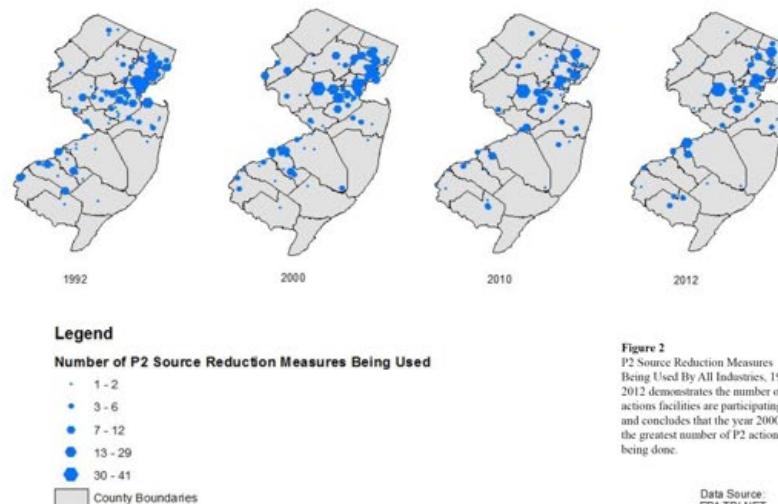 1992
2000
2010
2012
Legend
Number of P2 Source Reduction Measures Being Used
1 - 2
3 - 6
7 - 12
13 - 29
30 - 41
County Boundaries
Figure 2
P2 Source Reduction Measures
Being Used By All Industries,
2012 demonstrates the number
actions facilities are participating
and concludes that the year 2000
the greatest number of P2 action
being done.
Data Source: